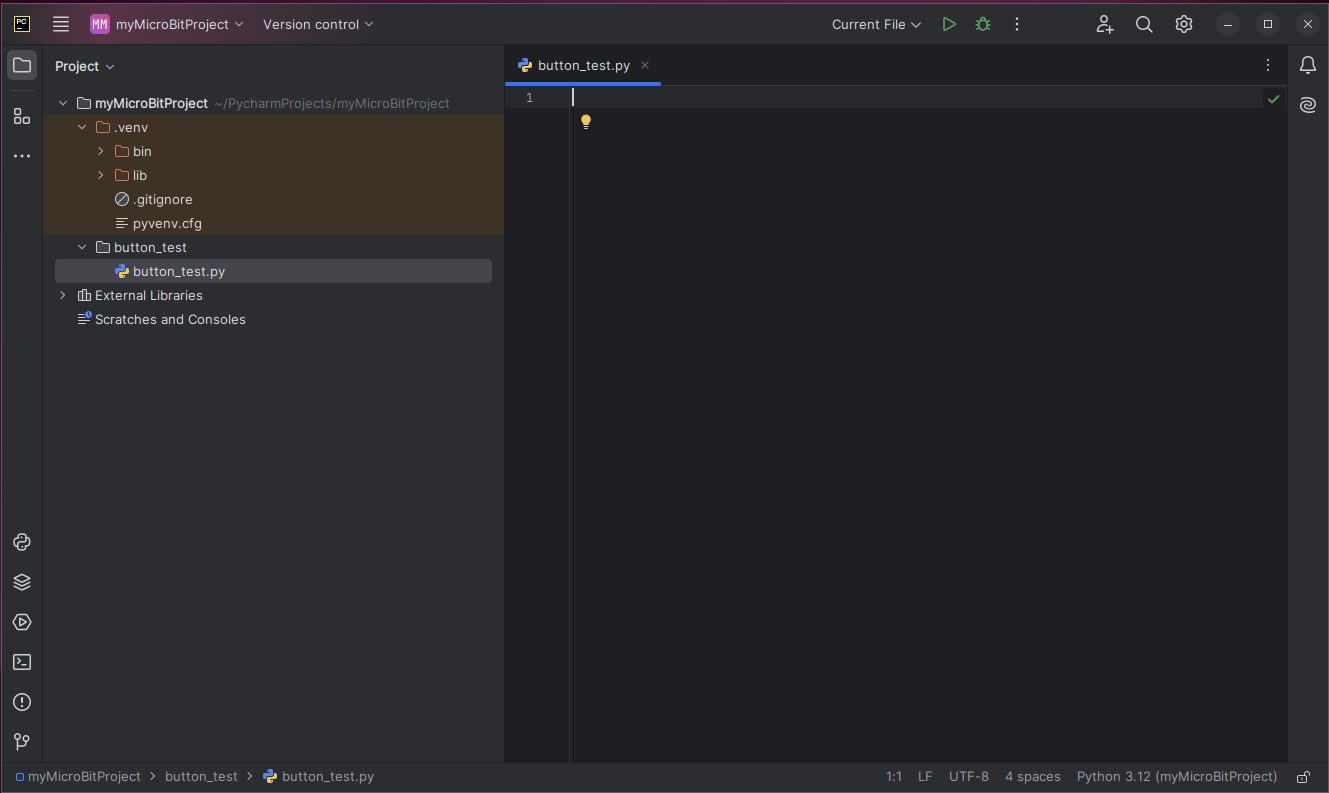 PC MM myMicroBitProject Version control Current File
Project
button_test.py
myMicroBitProject ~/PycharmProjects/myMicroBitProject
1
.venv
bin
lib
.gitignore
pyvenv.cfg
button_test
button_test.py
External Libraries
Scratches and Consoles
myMicroBitProject > button_test > button_test.py 1:1 LF UTF-8 4 spaces Python 3.12 (myMicroBitProject)